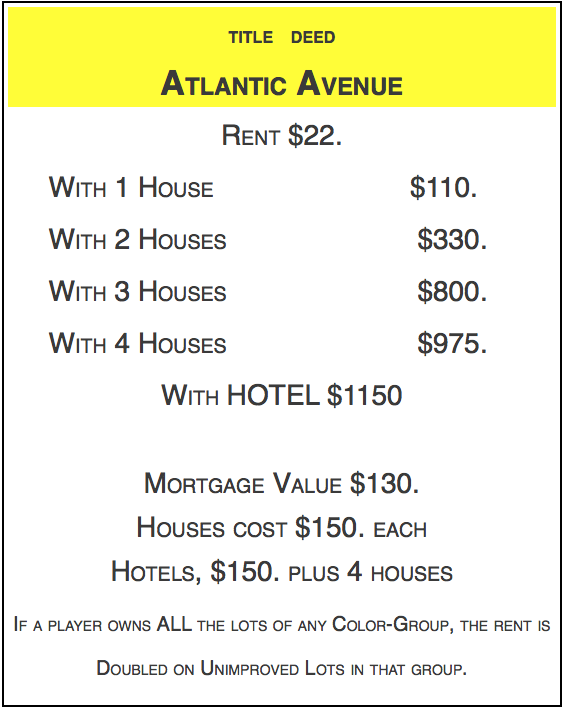 TITLE DEED
ATLANTIC AVENUE
RENT $22.
WITH 1 HOUSE $110.
WITH 2 HOUSES $330.
WITH 3 HOUSES $800.
WITH 4 HOUSES $975.
WITH HOTEL $1150
MORTGAGE VALUE $130.
HOUSES COST $150. EACH
HOTELS, $150. PLUS 4 HOUSES
IF A PLAYER OWNS ALL THE LOTS OF ANY COLOR-GROUP, THE RENT IS
DOUBLED ON UNIMPROVED LOTS IN THAT GROUP.